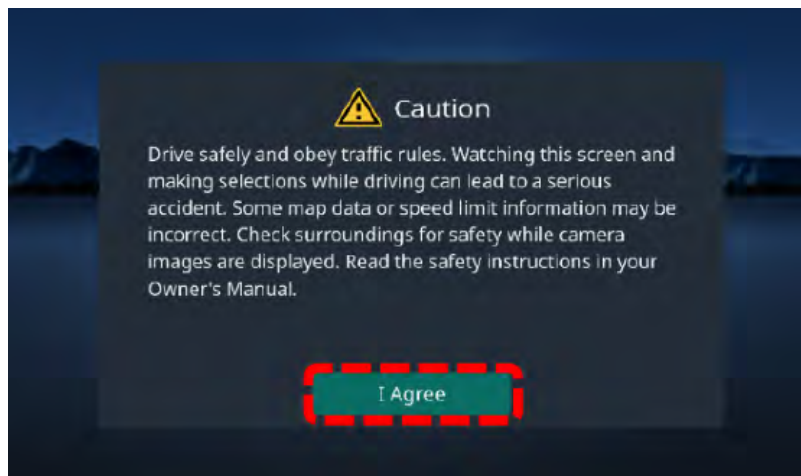 Caution
Drive safely and obey traffic rules. Watching this screen and
making selections while driving can lead to a serious
accident. Some map data or speed limit information may be
incorrect. Check surroundings for safety while camera
images are displayed. Read the safety instructions in your
Owner's Manual.
I Agree